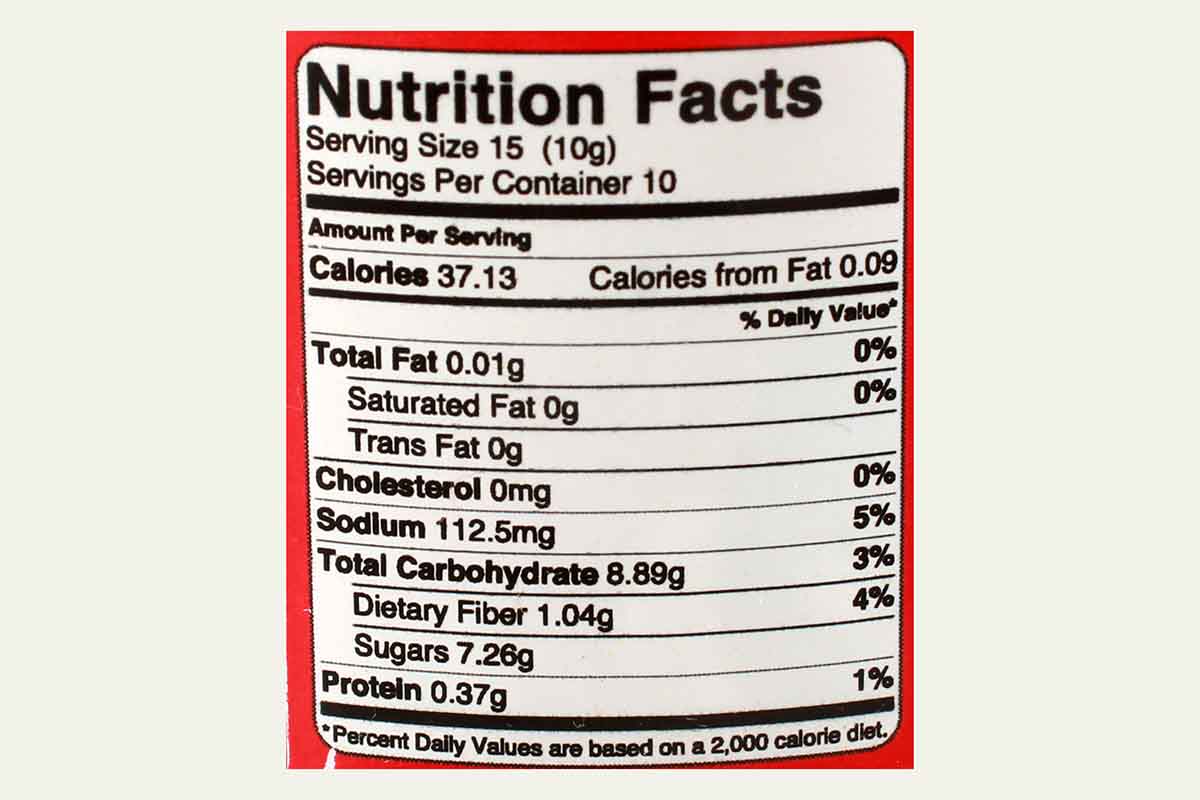 Nutrition Facts
Serving Size 15 (10g)
Servings Per Container 10
Amount Per Serving
Calories 37.13 Calories from Fat 0.09
% Daily Value*
Total Fat 0.01g 0%
Saturated Fat 0g 0%
Trans Fat 0g
Cholesterol 0mg 0%
Sodium 112.5mg 5%
Total Carbohydrate 8.89g 3%
Dietary Fiber 1.04g 4%
Sugars 7.26g
Protein 0.37g 1%
*Percent Daily Values are based on a 2,000 calorie diet.